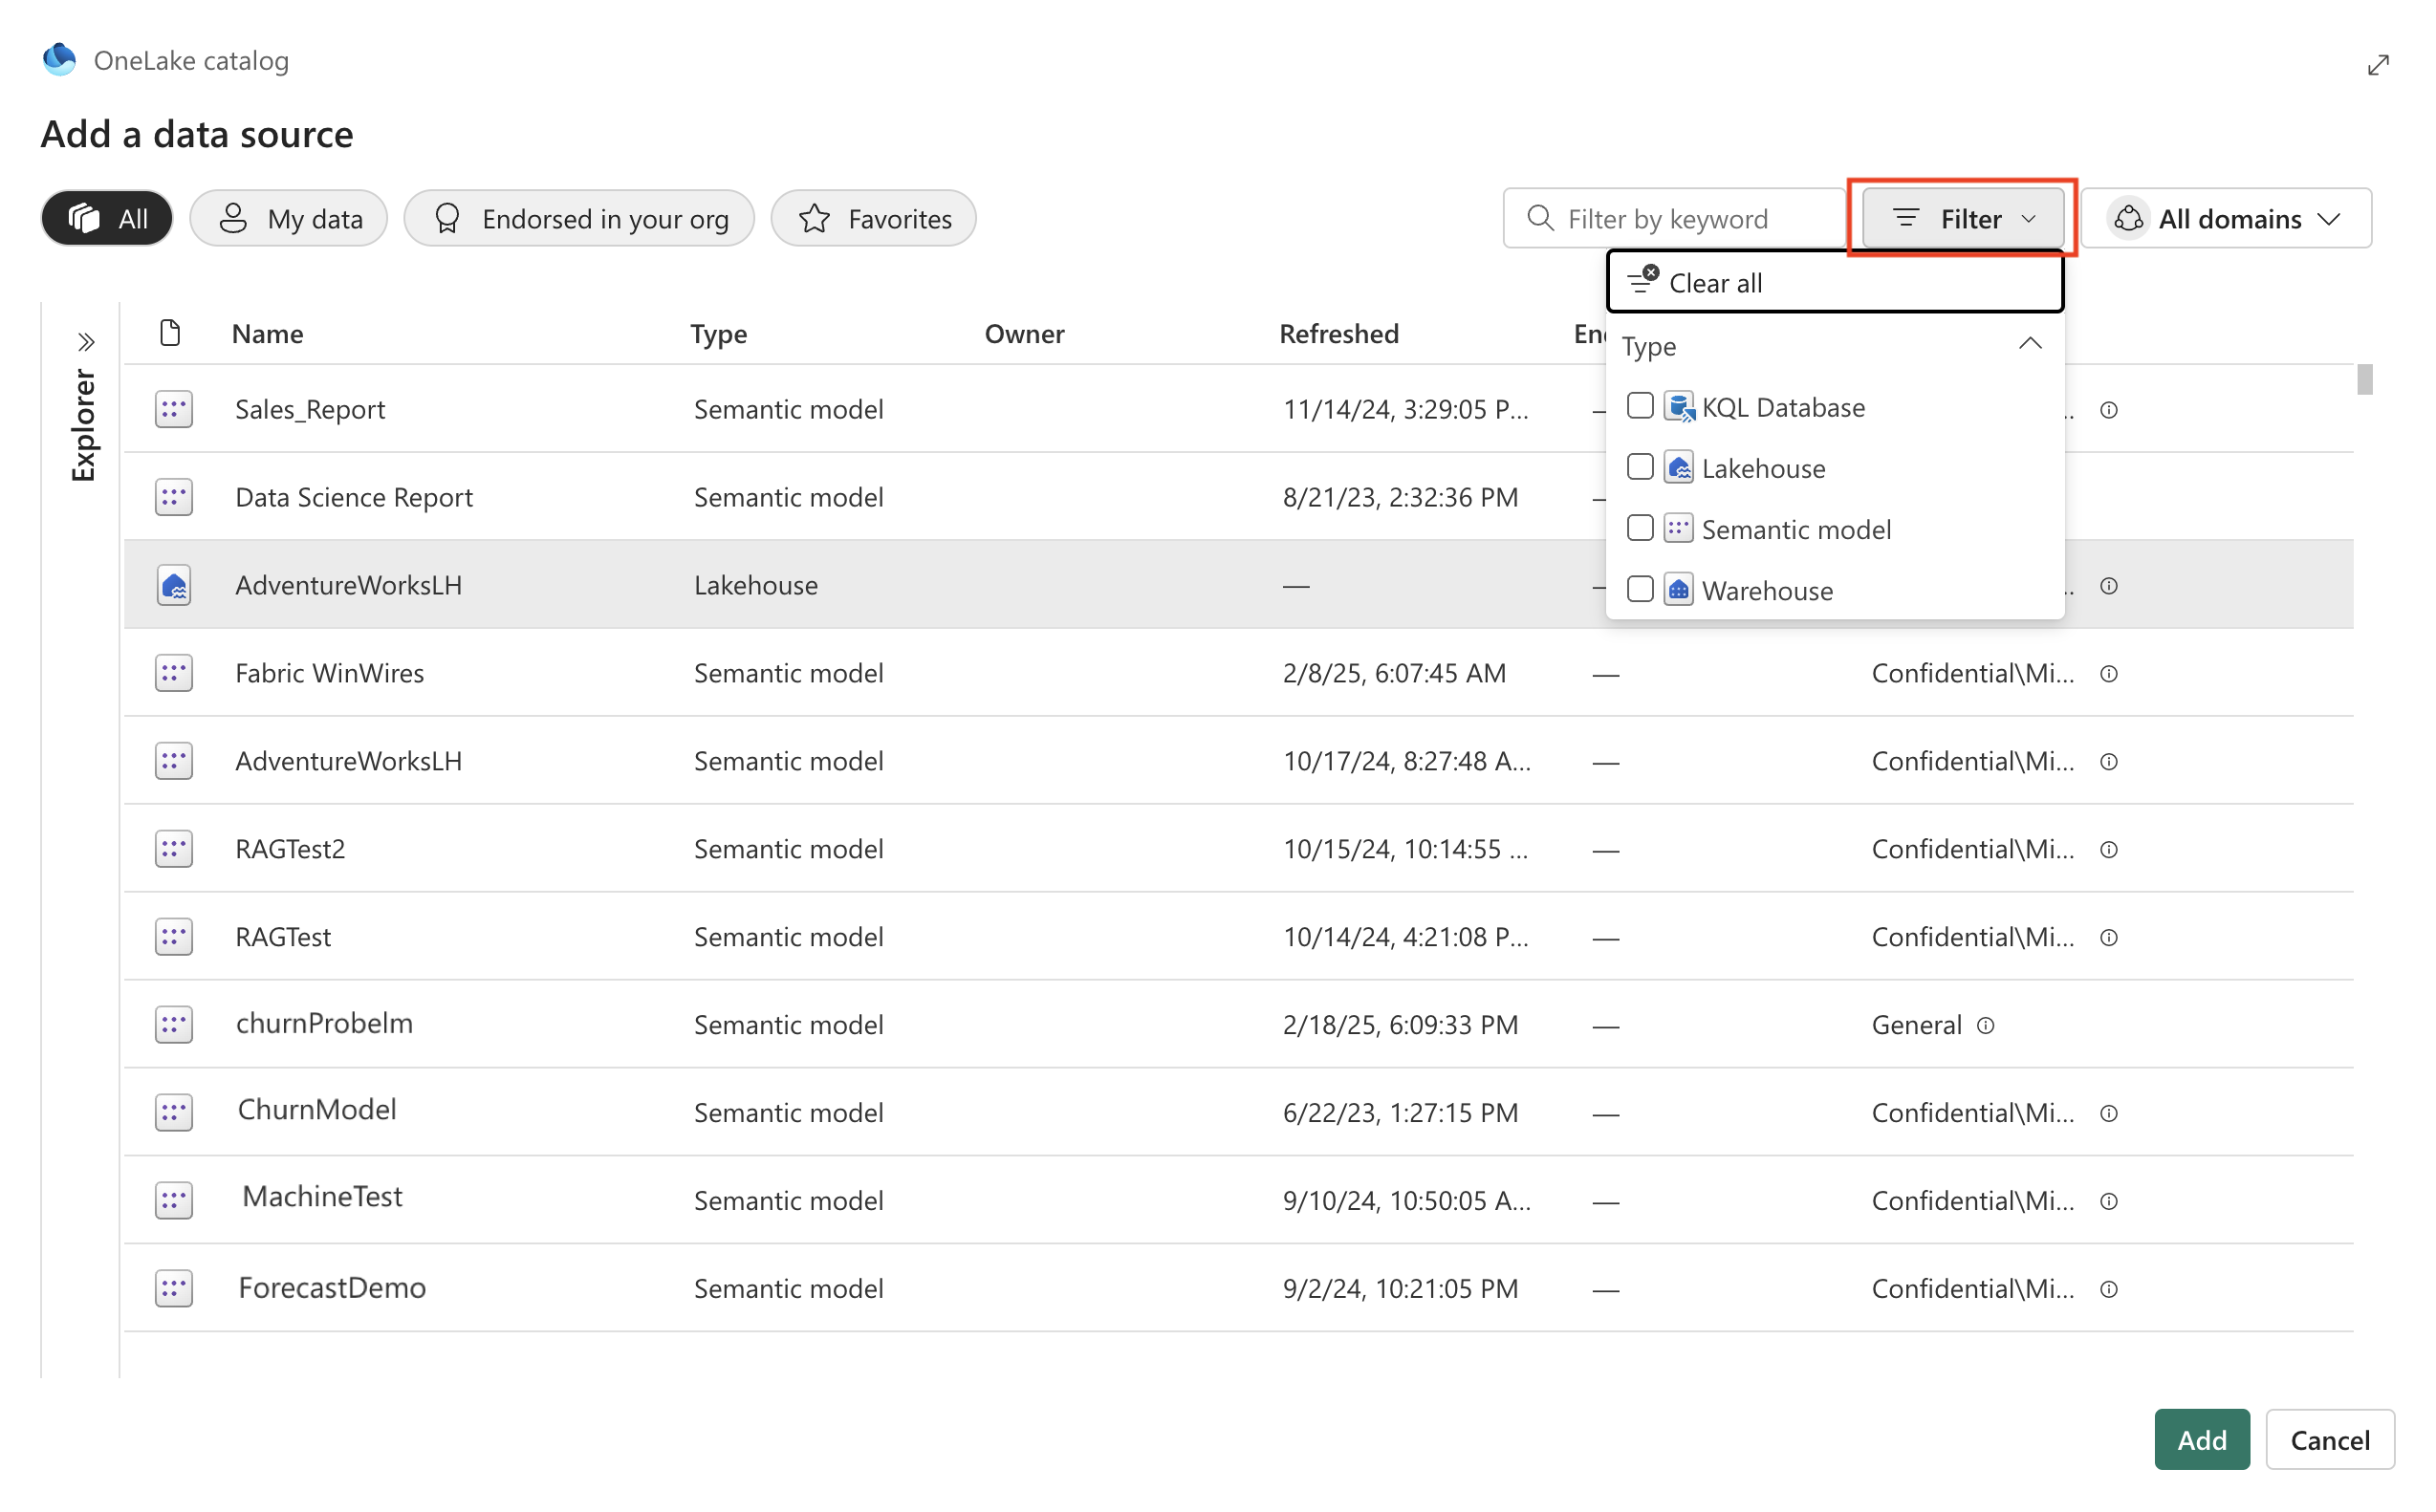 OneLake catalog
Add a data source
All My data Endorsed in your org Favorites Filter by keyword Filter All domains
Clear all
Explorer
Name Type Owner Refreshed
Type
Sales_Report Semantic model 11/14/24, 3:29:05 P... —
KQL Database
Lakehouse
Data Science Report Semantic model 8/21/23, 2:32:36 PM —
Semantic model
AdventureWorksLH Lakehouse — —
Warehouse
Fabric WinWires Semantic model 2/8/25, 6:07:45 AM — Confidential\Mi...
AdventureWorksLH Semantic model 10/17/24, 8:27:48 A... — Confidential\Mi...
RAGTest2 Semantic model 10/15/24, 10:14:55 ... — Confidential\Mi...
RAGTest Semantic model 10/14/24, 4:21:08 P... — Confidential\Mi...
churnProbelm Semantic model 2/18/25, 6:09:33 PM — General
ChurnModel Semantic model 6/22/23, 1:27:15 PM — Confidential\Mi...
MachineTest Semantic model 9/10/24, 10:50:05 A... — Confidential\Mi...
ForecastDemo Semantic model 9/2/24, 10:21:05 PM — Confidential\Mi...
Add Cancel